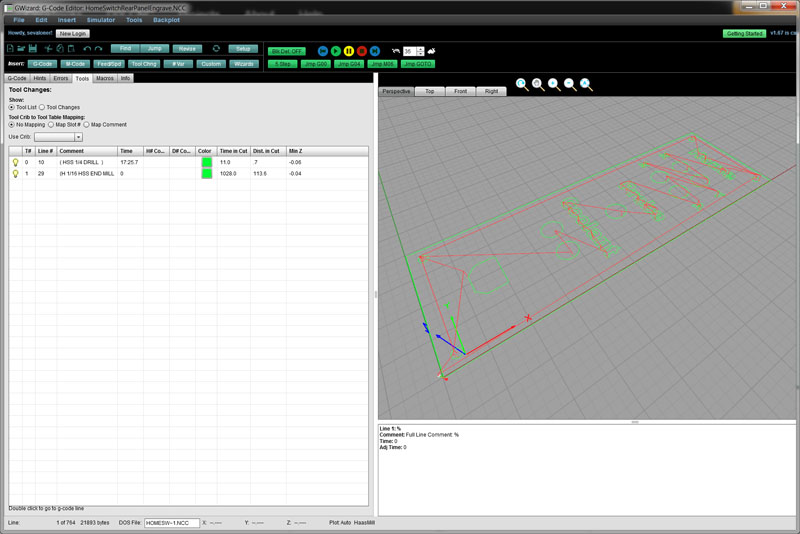 GWizard: G-Code Editor: HomeSwitchRearPanelEngrave.NCC
File Edit Insert Simulator Tools Backplot
Howdy, sevaloner! New Login Getting Started v1.67 is
Find Jump Revise Setup Blk Del: OFF 35
Insert: G-Code M-Code Feed/Spd Tool Chng # Var Custom Wizards 5 Step Jmp G00 Jmp G04 Jmp M06 Jmp GOTO
G-Code Hints Errors Tools Macros Info
Perspective Top Front Right
Tool Changes:
Show:
Tool List Tool Changes
Tool Crib to Tool Table Mapping:
No Mapping Map Slot # Map Comment
Use Crib:
T# Line # Comment Time H# Co... D# Co... Color Time in Cut Dist. in Cut Min Z
0 10 ( HSS 1/4 DRILL ) 17:25.7 11.0 .7 -0.06
1 29 (H 1/16 HSS END MILL 0 1028.0 113.6 -0.04
X
Line 1: %
Comment: Full Line Comment: %
Time: 0
Adj Time: 0
Double click to go to g-code line
Line: 1 of 764 21893 bytes DOS File: HOMESW~1.NCC X: --.---- Y: --.---- Z: --.---- Plot: Auto HaasMill